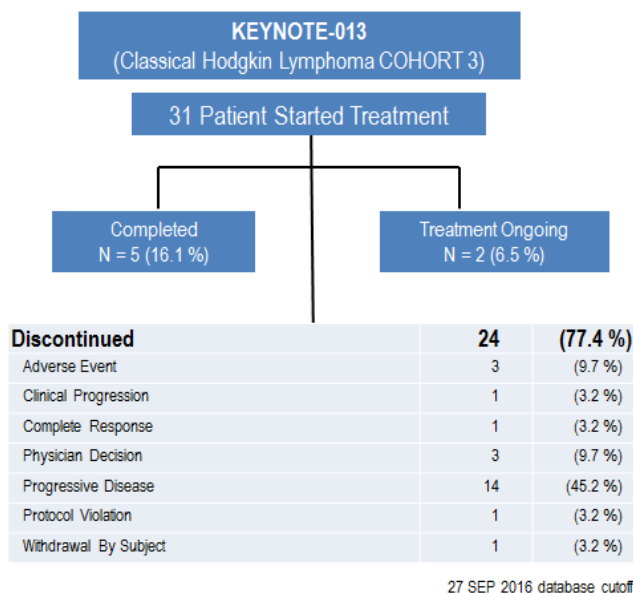 KEYNOTE-013
(Classical Hodgkin Lymphoma COHORT 3)
31 Patient Started Treatment
Completed
N = 5 (16.1 %)
Treatment Ongoing
N = 2 (6.5 %)
Discontinued 24 (77.4 %)
Adverse Event 3 (9.7 %)
Clinical Progression 1 (3.2 %)
Complete Response 1 (3.2 %)
Physician Decision 3 (9.7 %)
Progressive Disease 14 (45.2 %)
Protocol Violation 1 (3.2 %)
Withdrawal By Subject 1 (3.2 %)
27 SEP 2016 database cutoff